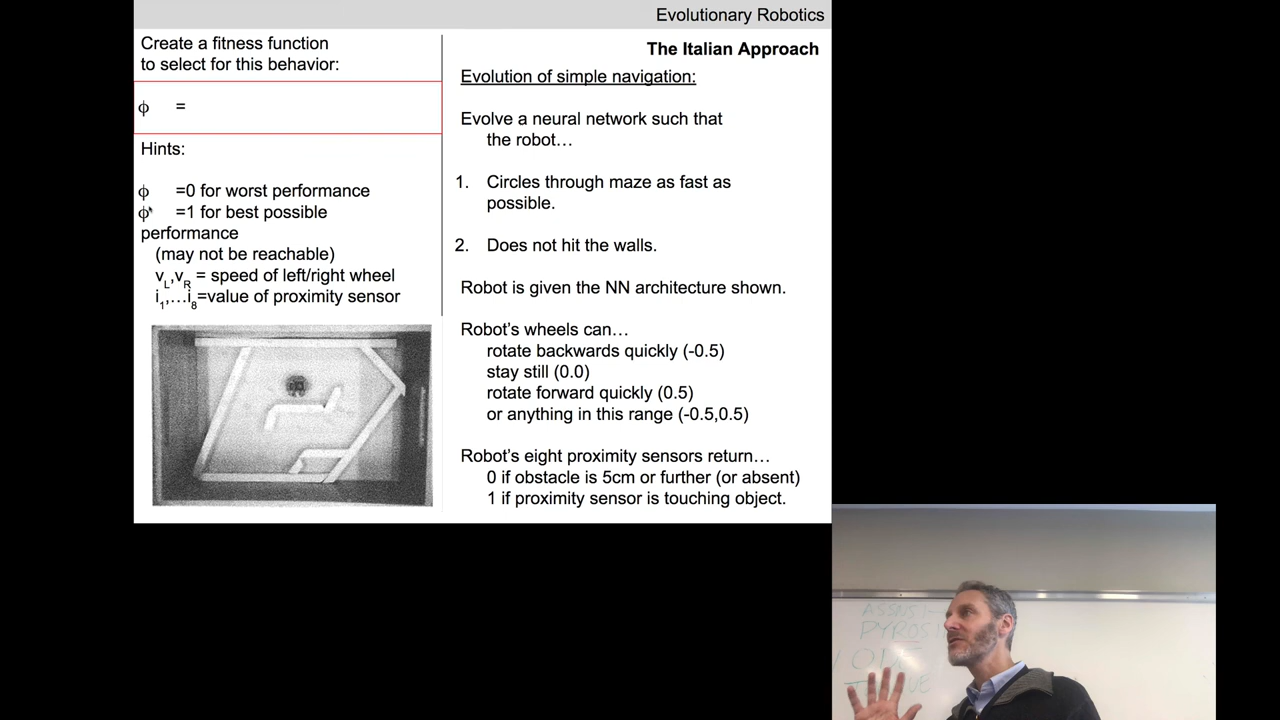 Evolutionary Robotics
Create a fitness function
to select for this behavior:
ϕ =
Hints:
ϕ =0 for worst performance
ϕ =1 for best possible
performance
(may not be reachable)
vL,vR = speed of left/right wheel
i1,…i8=value of proximity sensor
The Italian Approach
Evolution of simple navigation:
Evolve a neural network such that
the robot…
1. Circles through maze as fast as
possible.
2. Does not hit the walls.
Robot is given the NN architecture shown.
Robot's wheels can…
rotate backwards quickly (-0.5)
stay still (0.0)
rotate forward quickly (0.5)
or anything in this range (-0.5,0.5)
Robot's eight proximity sensors return…
0 if obstacle is 5cm or further (or absent)
1 if proximity sensor is touching object.